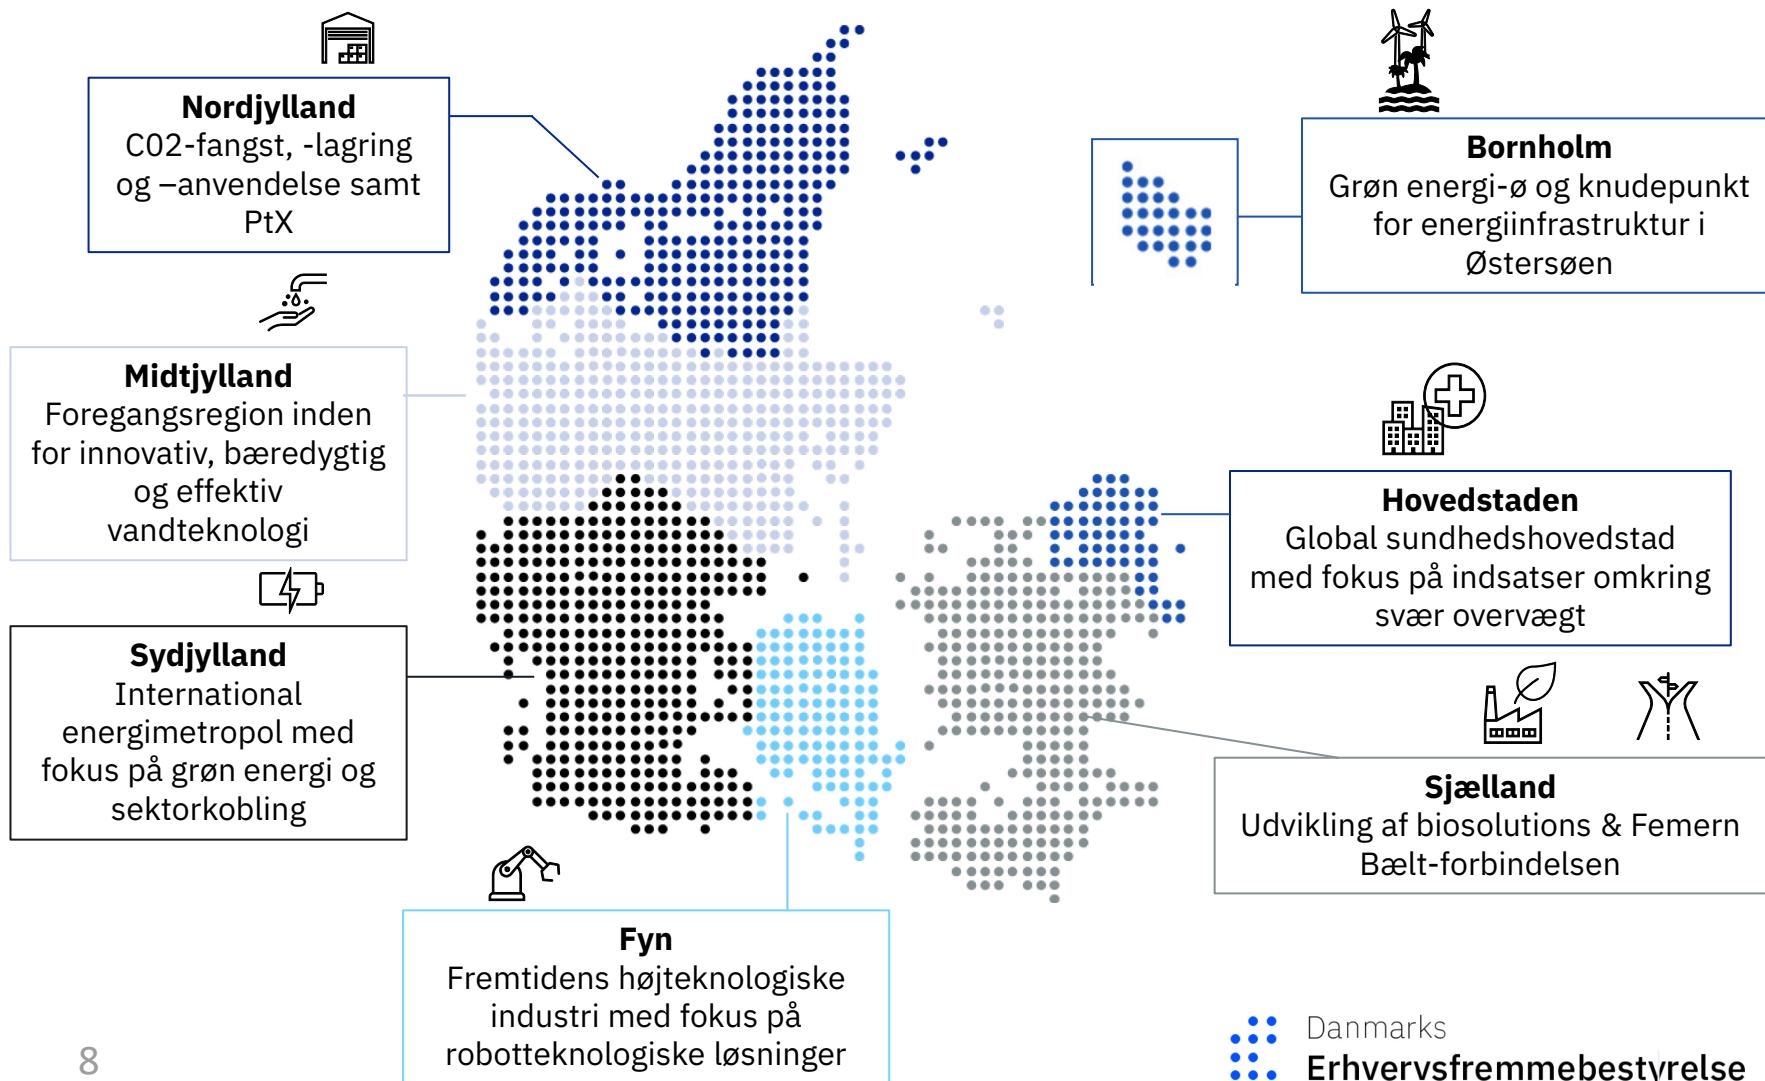 Nordjylland
C02-fangst, -lagring
og –anvendelse samt
PtX
Bornholm
Grøn energi-ø og knudepunkt
for energiinfrastruktur i
Østersøen
Midtjylland
Foregangsregion inden
for innovativ, bæredygtig
og effektiv
vandteknologi
Hovedstaden
Global sundhedshovedstad
med fokus på indsatser omkring
svær overvægt
Sydjylland
International
energimetropol med
fokus på grøn energi og
sektorkobling
Sjælland
Udvikling af biosolutions & Femern
Bælt-forbindelsen
Fyn
Fremtidens højteknologiske
industri med fokus på
robotteknologiske løsninger
8
Danmarks
Erhvervsfremmebestyrelse